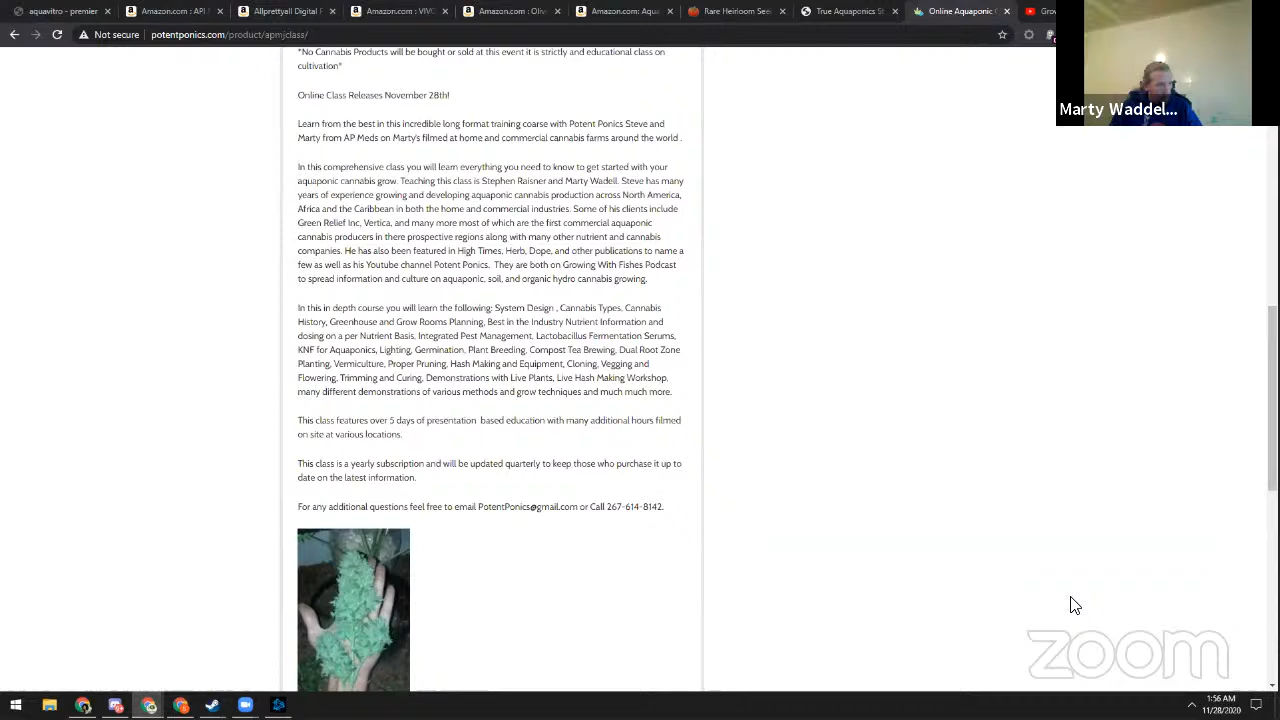 aquavitro - premier
Amazon.com : API
Allprettyall Digital
Amazon.com : VIVO
Amazon.com : Olive
Amazon.com: Aqua
Rare Heirloom Seed
True Aquaponics St
Online Aquaponic
Grow
Not secure | potentponics.com/product/apmjclass/
*No Cannabis Products will be bought or sold at this event it is strictly and educational class on
cultivation*
Online Class Releases November 28th!
Learn from the best in this incredible long format training coarse with Potent Ponics Steve and
Marty from AP Meds on Marty's filmed at home and commercial cannabis farms around the world .
In this comprehensive class you will learn everything you need to know to get started with your
aquaponic cannabis grow. Teaching this class is Stephen Raisner and Marty Wadell. Steve has many
years of experience growing and developing aquaponic cannabis production across North America,
Africa and the Caribbean in both the home and commercial industries. Some of his clients include
Green Relief Inc, Vertica, and many more most of which are the first commercial aquaponic
cannabis producers in there prospective regions along with many other nutrient and cannabis
companies. He has also been featured in High Times, Herb, Dope, and other publications to name a
few as well as his Youtube channel Potent Ponics. They are both on Growing With Fishes Podcast
to spread information and culture on aquaponic, soil, and organic hydro cannabis growing.
In this in depth course you will learn the following; System Design , Cannabis Types, Cannabis
History, Greenhouse and Grow Rooms Planning, Best in the Industry Nutrient Information and
dosing on a per Nutrient Basis, Integrated Pest Management, Lactobacillus Fermentation Serums,
KNF for Aquaponics, Lighting, Germination, Plant Breeding, Compost Tea Brewing, Dual Root Zone
Planting, Vermiculture, Proper Pruning, Hash Making and Equipment, Cloning, Vegging and
Flowering, Trimming and Curing, Demonstrations with Live Plants, Live Hash Making Workshop,
many different demonstrations of various methods and grow techniques and much much more.
This class features over 5 days of presentation based education with many additional hours filmed
on site at various locations.
This class is a yearly subscription and will be updated quarterly to keep those who purchase it up to
date on the latest information.
For any additional questions feel free to email PotentPonics@gmail.com or Call 267-614-8142.
Marty Waddel...
zoom
1:56 AM
11/28/2020